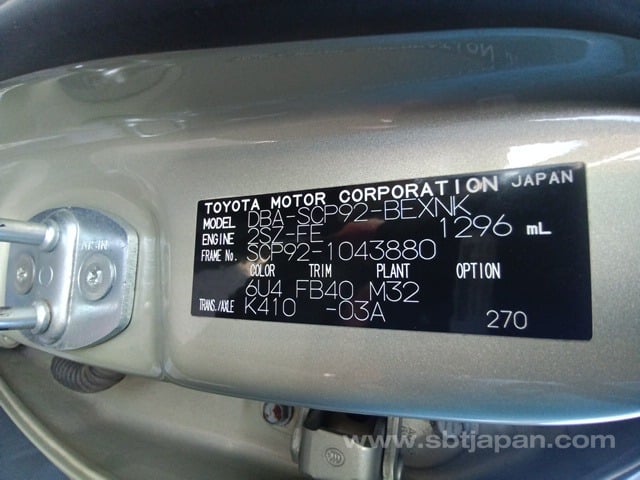 TOYOTA MOTOR CORPORATION JAPAN
MODEL DBA-SCP92-BEXNK
ENGINE 2SZ-FE 1296 mL
FRAME No. SCP92-1043880
COLOR TRIM PLANT OPTION
6U4 FB40 M32
TRANS./AXLE K410 -03A 270
AISIN
www.sbtjapan.com